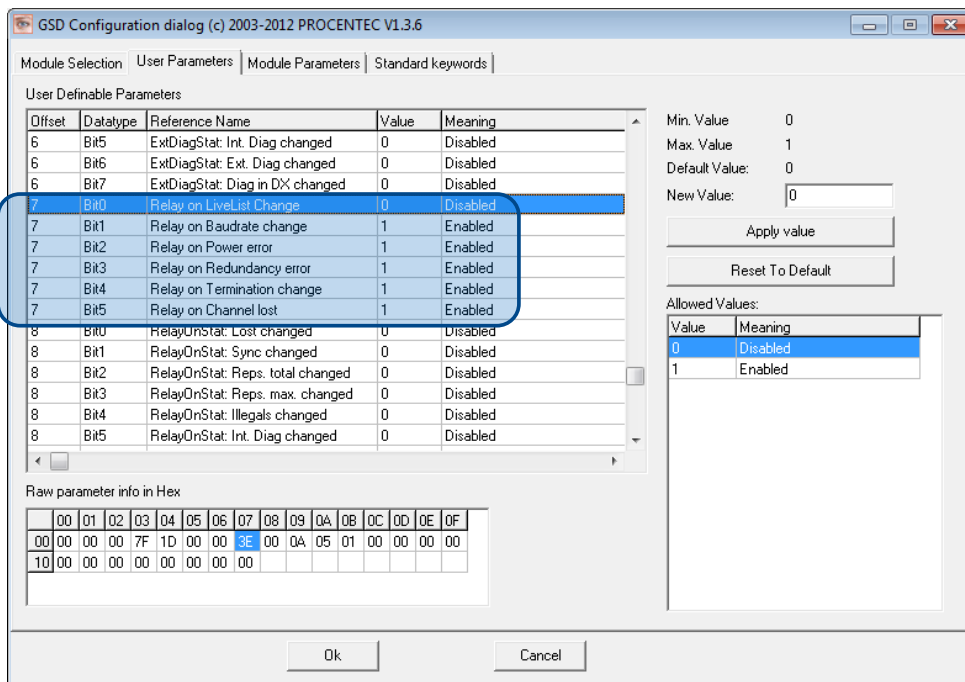 GSD Configuration dialog (c) 2003-2012 PROCENTEC V1.3.6
Module Selection User Parameters Module Parameters Standard keywords
User Definable Parameters
Offset Datatype Reference Name Value Meaning
6 Bit5 ExtDiagStat: Int. Diag changed 0 Disabled
6 Bit6 ExtDiagStat: Ext. Diag changed 0 Disabled
6 Bit7 ExtDiagStat: Diag in DX changed 0 Disabled
7 Bit0 Relay on LiveList Change 0 Disabled
7 Bit1 Relay on Baudrate change 1 Enabled
7 Bit2 Relay on Power error 1 Enabled
7 Bit3 Relay on Redundancy error 1 Enabled
7 Bit4 Relay on Termination change 1 Enabled
7 Bit5 Relay on Channel lost 1 Enabled
8 Bit0 RelayOnStat: Lost changed 0 Disabled
8 Bit1 RelayOnStat: Sync changed 0 Disabled
8 Bit2 RelayOnStat: Reps. total changed 0 Disabled
8 Bit3 RelayOnStat: Reps. max. changed 0 Disabled
8 Bit4 RelayOnStat: Illegals changed 0 Disabled
8 Bit5 RelayOnStat: Int. Diag changed 0 Disabled
Min. Value 0
Max. Value 1
Default Value: 0
New Value: 0
Apply value
Reset To Default
Allowed Values:
Value Meaning
0 Disabled
1 Enabled
Raw parameter info in Hex
00 01 02 03 04 05 06 07 08 09 0A 0B 0C 0D 0E 0F
00 00 00 00 7F 1D 00 00 3E 00 0A 05 01 00 00 00 00
10 00 00 00 00 00 00 00 00
Ok Cancel